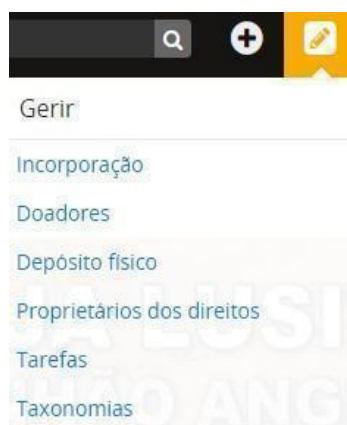 Gerir
Incorporação
Doadores
Depósito físico
Proprietários dos direitos
Tarefas
Taxonomias